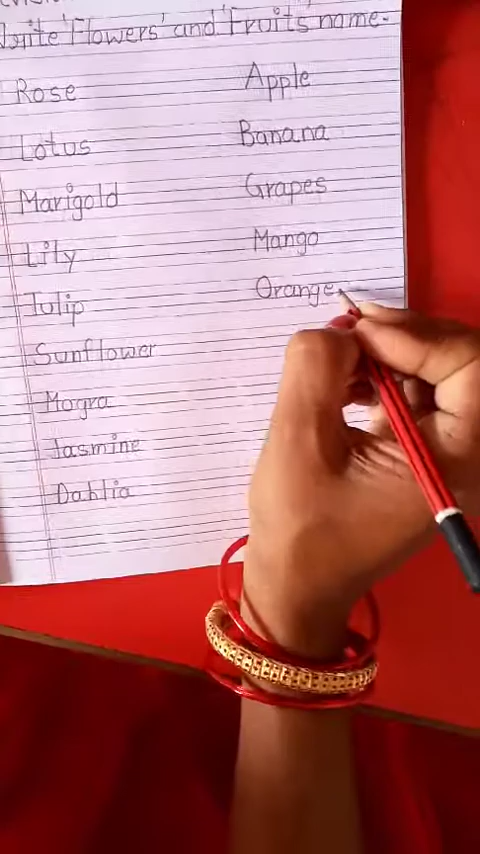 Write 'Flowers' and 'Fruits' name.
Rose
Lotus
Marigold
Lily
Tulip
Sunflower
Mogra
Jasmine
Dahlia
Apple
Banana
Grapes
Mango
Orange